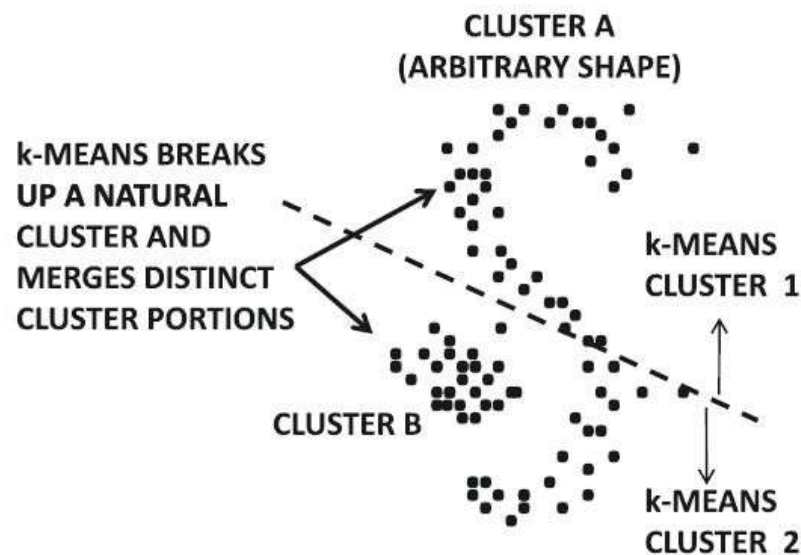 CLUSTER A
(ARBITRARY SHAPE)
k-MEANS BREAKS
UP A NATURAL
CLUSTER AND
MERGES DISTINCT
CLUSTER PORTIONS
k-MEANS
CLUSTER 1
CLUSTER B
k-MEANS
CLUSTER 2